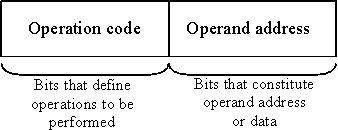 Operation code Operand address
Bits that define
operations to be
performed
Bits that constitute
operand address
or data